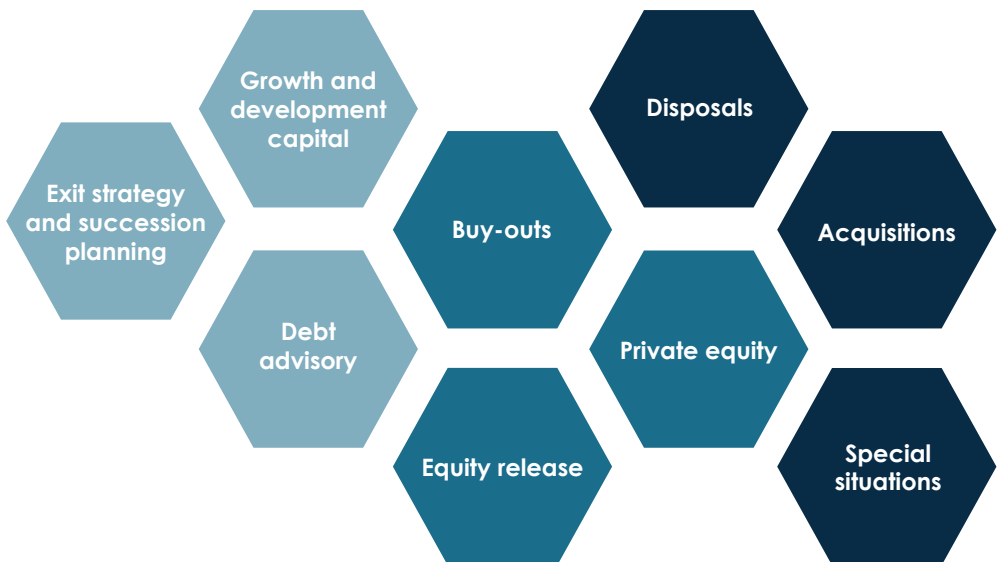 Growth and
development
capital
Disposals
Exit strategy
and succession
planning
Buy-outs
Acquisitions
Debt
advisory
Private equity
Equity release
Special
situations